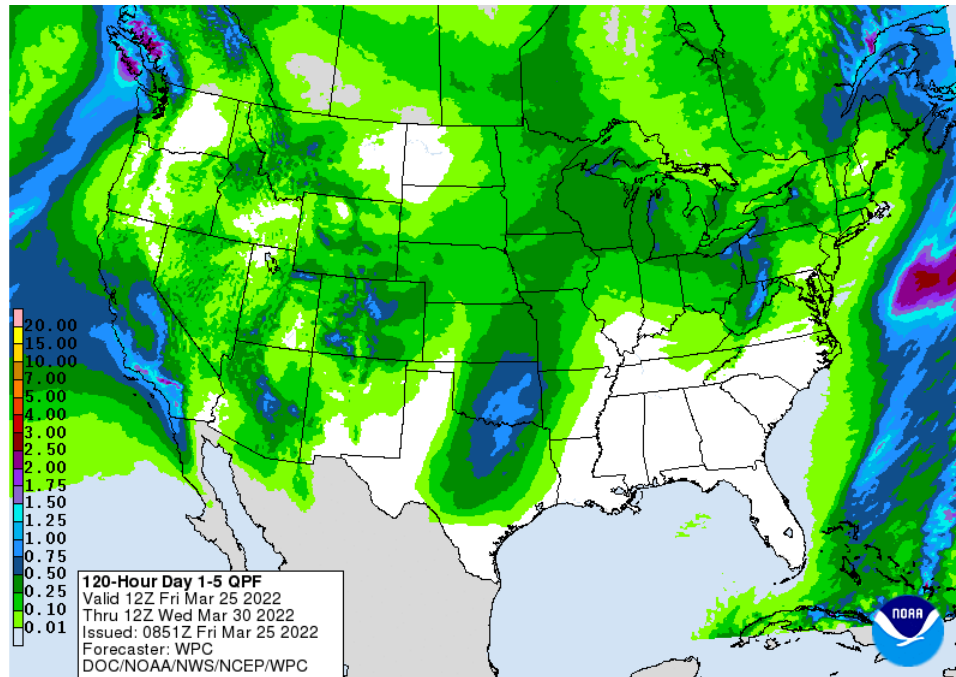 20.00
15.00
10.00
7.00
5.00
4.00
3.00
2.50
2.00
1.75
1.50
1.25
1.00
0.75
0.50
0.25
0.10
0.01
120-Hour Day 1-5 QPF
Valid 12Z Fri Mar 25 2022
Thru 12Z Wed Mar 30 2022
Issued: 0851Z Fri Mar 25 2022
Forecaster: WPC
DOC/NOAA/NWS/NCEP/WPC
NOAA